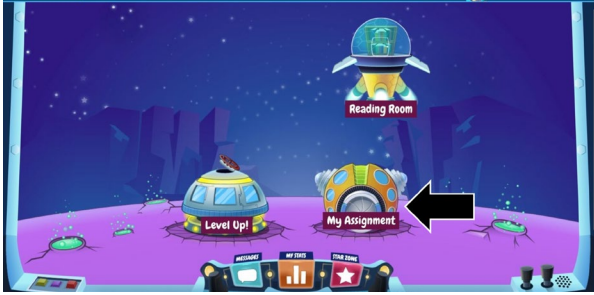 Reading Room
Level Up!
My Assignment
MESSAGES
MY STATS
STAR ZONE